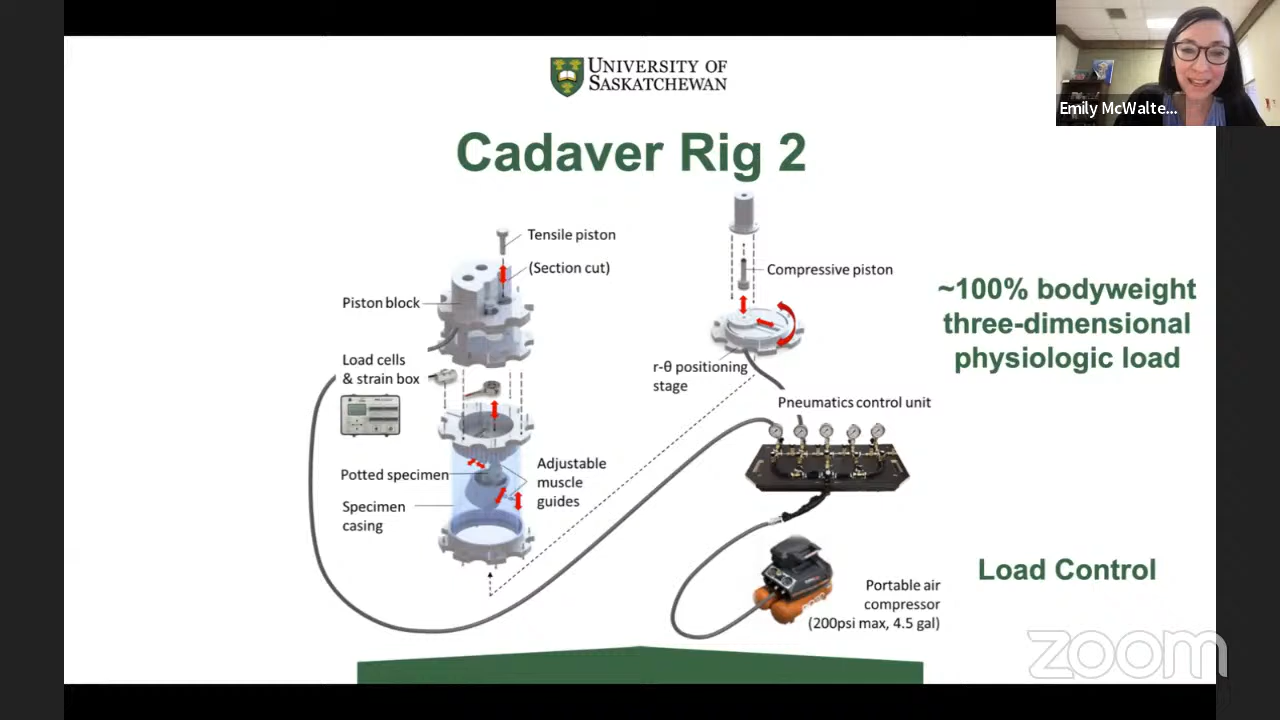 UNIVERSITY OF
SASKATCHEWAN
Emily McWalte...
Cadaver Rig 2
Tensile piston
(Section cut)
Piston block
Load cells
& strain box
Potted specimen
Specimen
casing
Adjustable
muscle
guides
Compressive piston
r-θ positioning
stage
Pneumatics control unit
Portable air
compressor
(200psi max, 4.5 gal)
~100% bodyweight
three-dimensional
physiologic load
Load Control
zoom